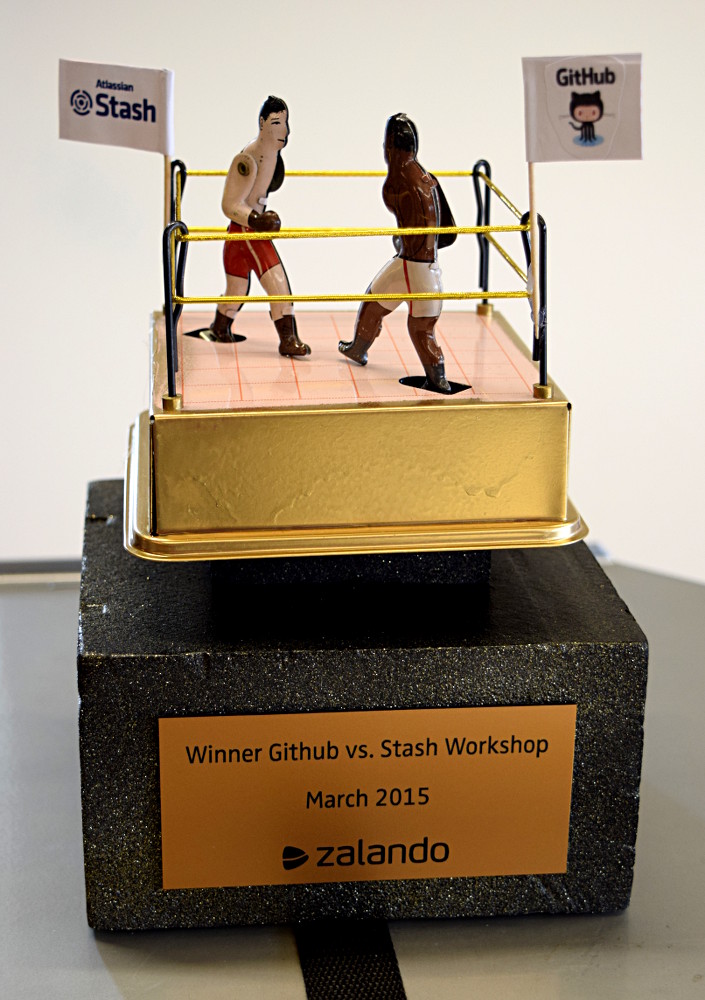 Atlassian
Stash
GitHub
Winner Github vs. Stash Workshop
March 2015
zalando